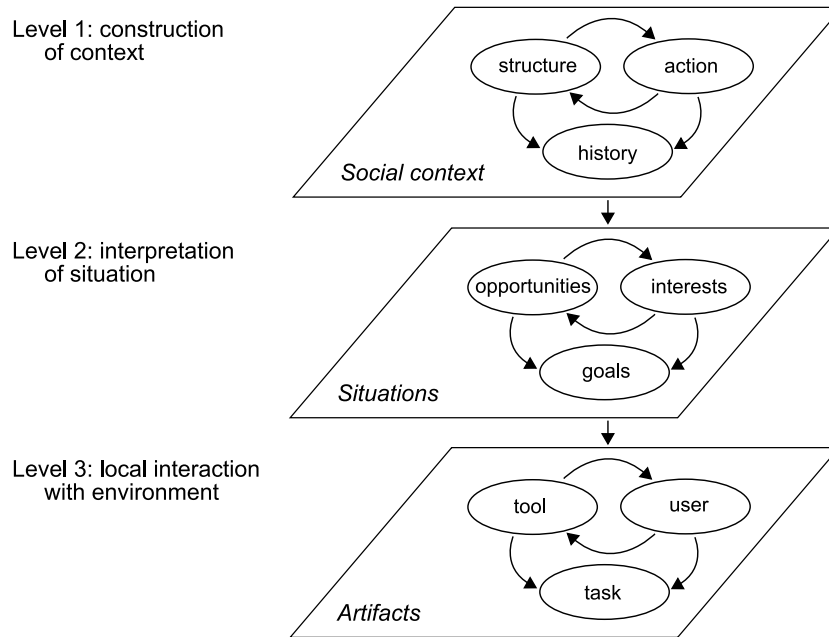 Level 1: construction
of context
structure
action
history
Social context
Level 2: interpretation
of situation
opportunities
interests
goals
Situations
Level 3: local interaction
with environment
tool
user
task
Artifacts